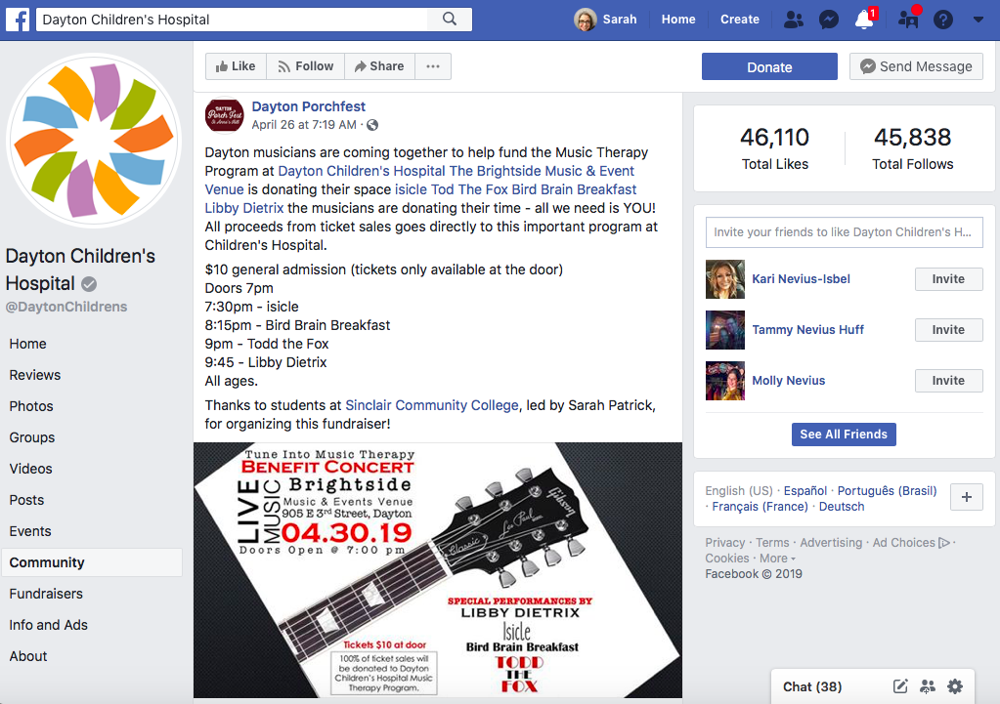 Dayton Children's Hospital
Sarah
Home
Create
1
Like
Follow
Share
Donate
Send Message
Dayton Children's
Hospital
@DaytonChildrens
Home
Reviews
Photos
Groups
Videos
Posts
Events
Community
Fundraisers
Info and Ads
About
DAYTON
Porch Fest
St. Anne's Hill
Dayton Porchfest
April 26 at 7:19 AM ·
Dayton musicians are coming together to help fund the Music Therapy
Program at Dayton Children's Hospital The Brightside Music & Event
Venue is donating their space isicle Tod The Fox Bird Brain Breakfast
Libby Dietrix the musicians are donating their time - all we need is YOU!
All proceeds from ticket sales goes directly to this important program at
Children's Hospital.
$10 general admission (tickets only available at the door)
Doors 7pm
7:30pm - isicle
8:15pm - Bird Brain Breakfast
9pm - Todd the Fox
9:45 - Libby Dietrix
All ages.
Thanks to students at Sinclair Community College, led by Sarah Patrick,
for organizing this fundraiser!
Tune Into Music Therapy
BENEFIT CONCERT
LIVE
MUSIC
Brightside
Music & Events Venue
905 E 3rd Street, Dayton
04.30.19
Doors Open @ 7:00 pm
Gibson
Les Paul
Classic
SPECIAL PERFORMANCES BY
LIBBY DIETRIX
Isicle
Bird Brain Breakfast
TODD
THE
FOX
Tickets $10 at door
100% of ticket sales will
be donated to Dayton
Children's Hospital Music
Therapy Program.
46,110
Total Likes
45,838
Total Follows
Invite your friends to like Dayton Children's H...
Kari Nevius-Isbel
Invite
Tammy Nevius Huff
Invite
Molly Nevius
Invite
See All Friends
English (US) · Español · Português (Brasil)
· Français (France) · Deutsch
Privacy · Terms · Advertising · Ad Choices ·
Cookies · More
Facebook © 2019
Chat (38)